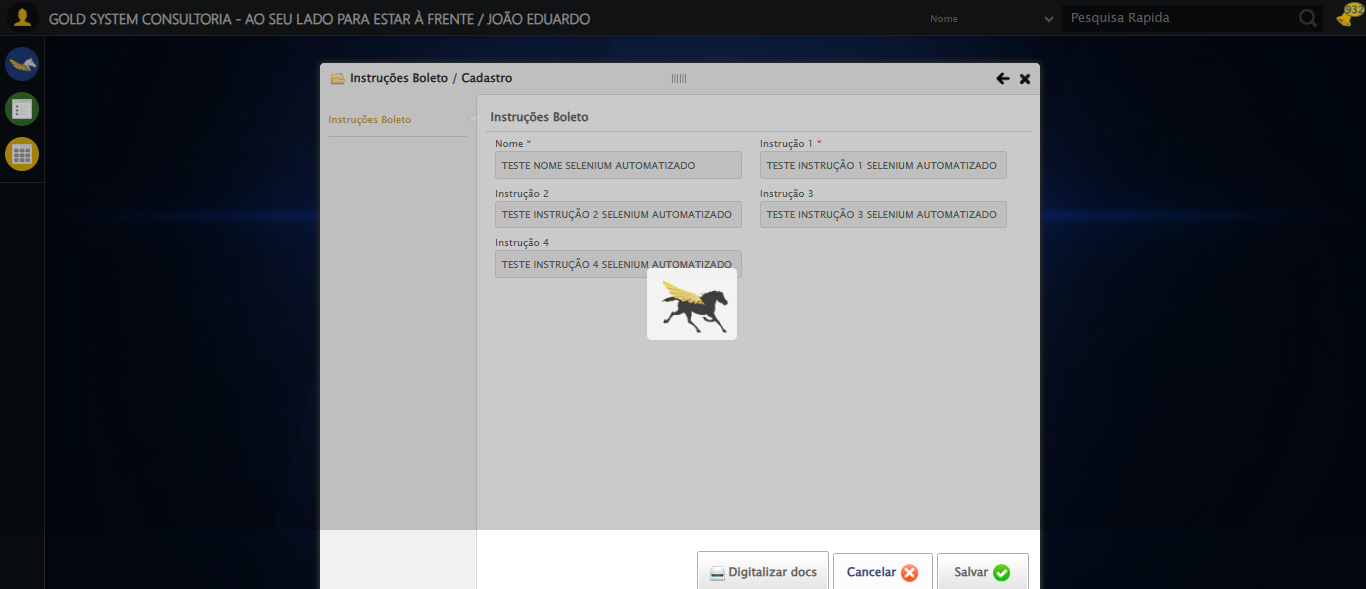 GOLD SYSTEM CONSULTORIA - AO SEU LADO PARA ESTAR À FRENTE / JOÃO EDUARDO
Nome
Pesquisa Rapida
932
Instruções Boleto / Cadastro
Instruções Boleto
Instruções Boleto
Nome *
Instrução 1 *
TESTE NOME SELENIUM AUTOMATIZADO
TESTE INSTRUÇÃO 1 SELENIUM AUTOMATIZADO
Instrução 2
Instrução 3
TESTE INSTRUÇÃO 2 SELENIUM AUTOMATIZADO
TESTE INSTRUÇÃO 3 SELENIUM AUTOMATIZADO
Instrução 4
TESTE INSTRUÇÃO 4 SELENIUM AUTOMATIZADO
Digitalizar docs
Cancelar
Salvar